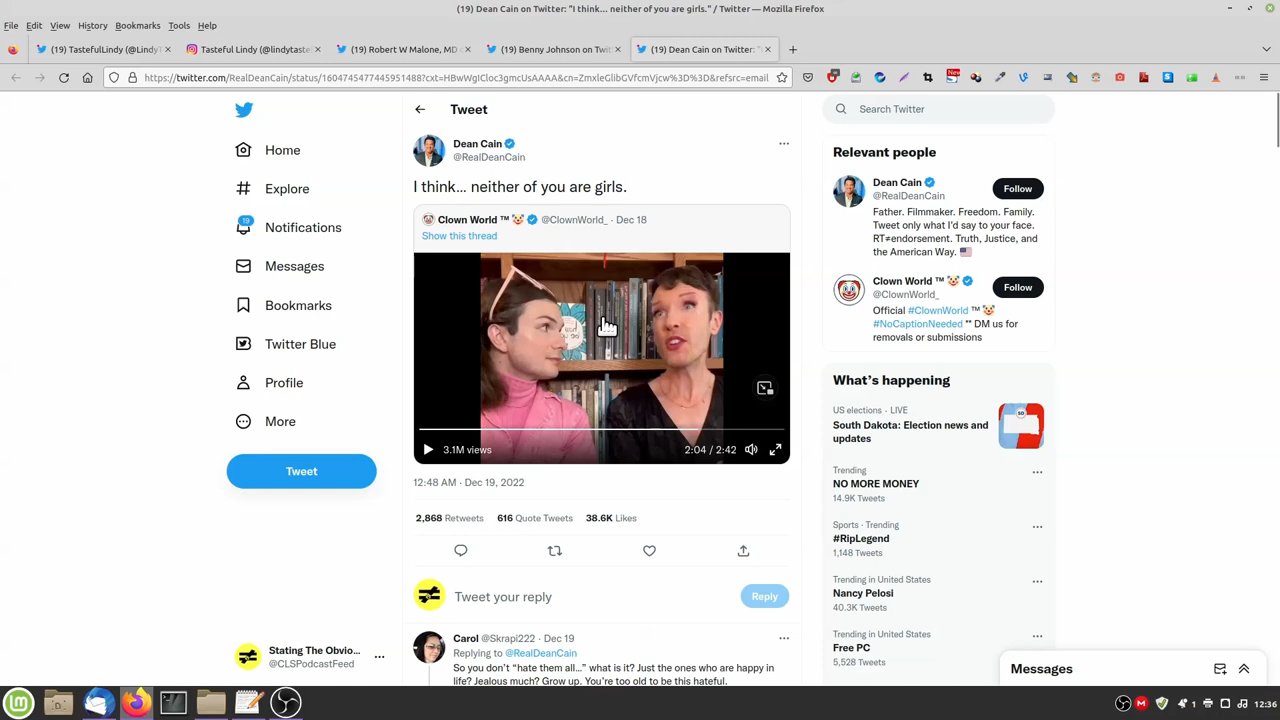 (19) Dean Cain on Twitter: "I think... neither of you are girls." / Twitter — Mozilla Firefox
File Edit View History Bookmarks Tools Help
(19) TastefulLindy (@LindyT
Tasteful Lindy (@lindytaste
(19) Robert W Malone, MD
(19) Benny Johnson on Twit
(19) Dean Cain on Twitter: "
https://twitter.com/RealDeanCain/status/1604745477445951488?cxt=HBwWgICloc3gmcUsAAAA&cn=ZmxleGlibGVfcmVjcw%3D%3D&refsrc=email
New
Home
Explore
19
Notifications
Messages
Bookmarks
Twitter Blue
Profile
More
Tweet
Stating The Obvio...
@CLSPodcastFeed
Tweet
Dean Cain
@RealDeanCain
I think... neither of you are girls.
Clown World ™ @ClownWorld_ · Dec 18
Show this thread
3.1M views
2:04 / 2:42
12:48 AM · Dec 19, 2022
2,868 Retweets 616 Quote Tweets 38.6K Likes
Tweet your reply
Reply
Carol @Skrapi222 · Dec 19
Replying to @RealDeanCain
So you don't "hate them all..." what is it? Just the ones who are happy in
life? Jealous much? Grow up. You're too old to be this hateful.
Search Twitter
Relevant people
Dean Cain
@RealDeanCain
Follow
Father. Filmmaker. Freedom. Family.
Tweet only what I'd say to your face.
RT≠endorsement. Truth, Justice, and
the American Way.
Clown World ™
@ClownWorld_
Follow
Official #ClownWorld ™
#NoCaptionNeeded "" DM us for
removals or submissions
What's happening
US elections · LIVE
South Dakota: Election news and
updates
Trending
NO MORE MONEY
14.9K Tweets
Sports · Trending
#RipLegend
1,148 Tweets
Trending in United States
Nancy Pelosi
40.3K Tweets
Trending in United States
Free PC
5,528 Tweets
Messages
1
12:36